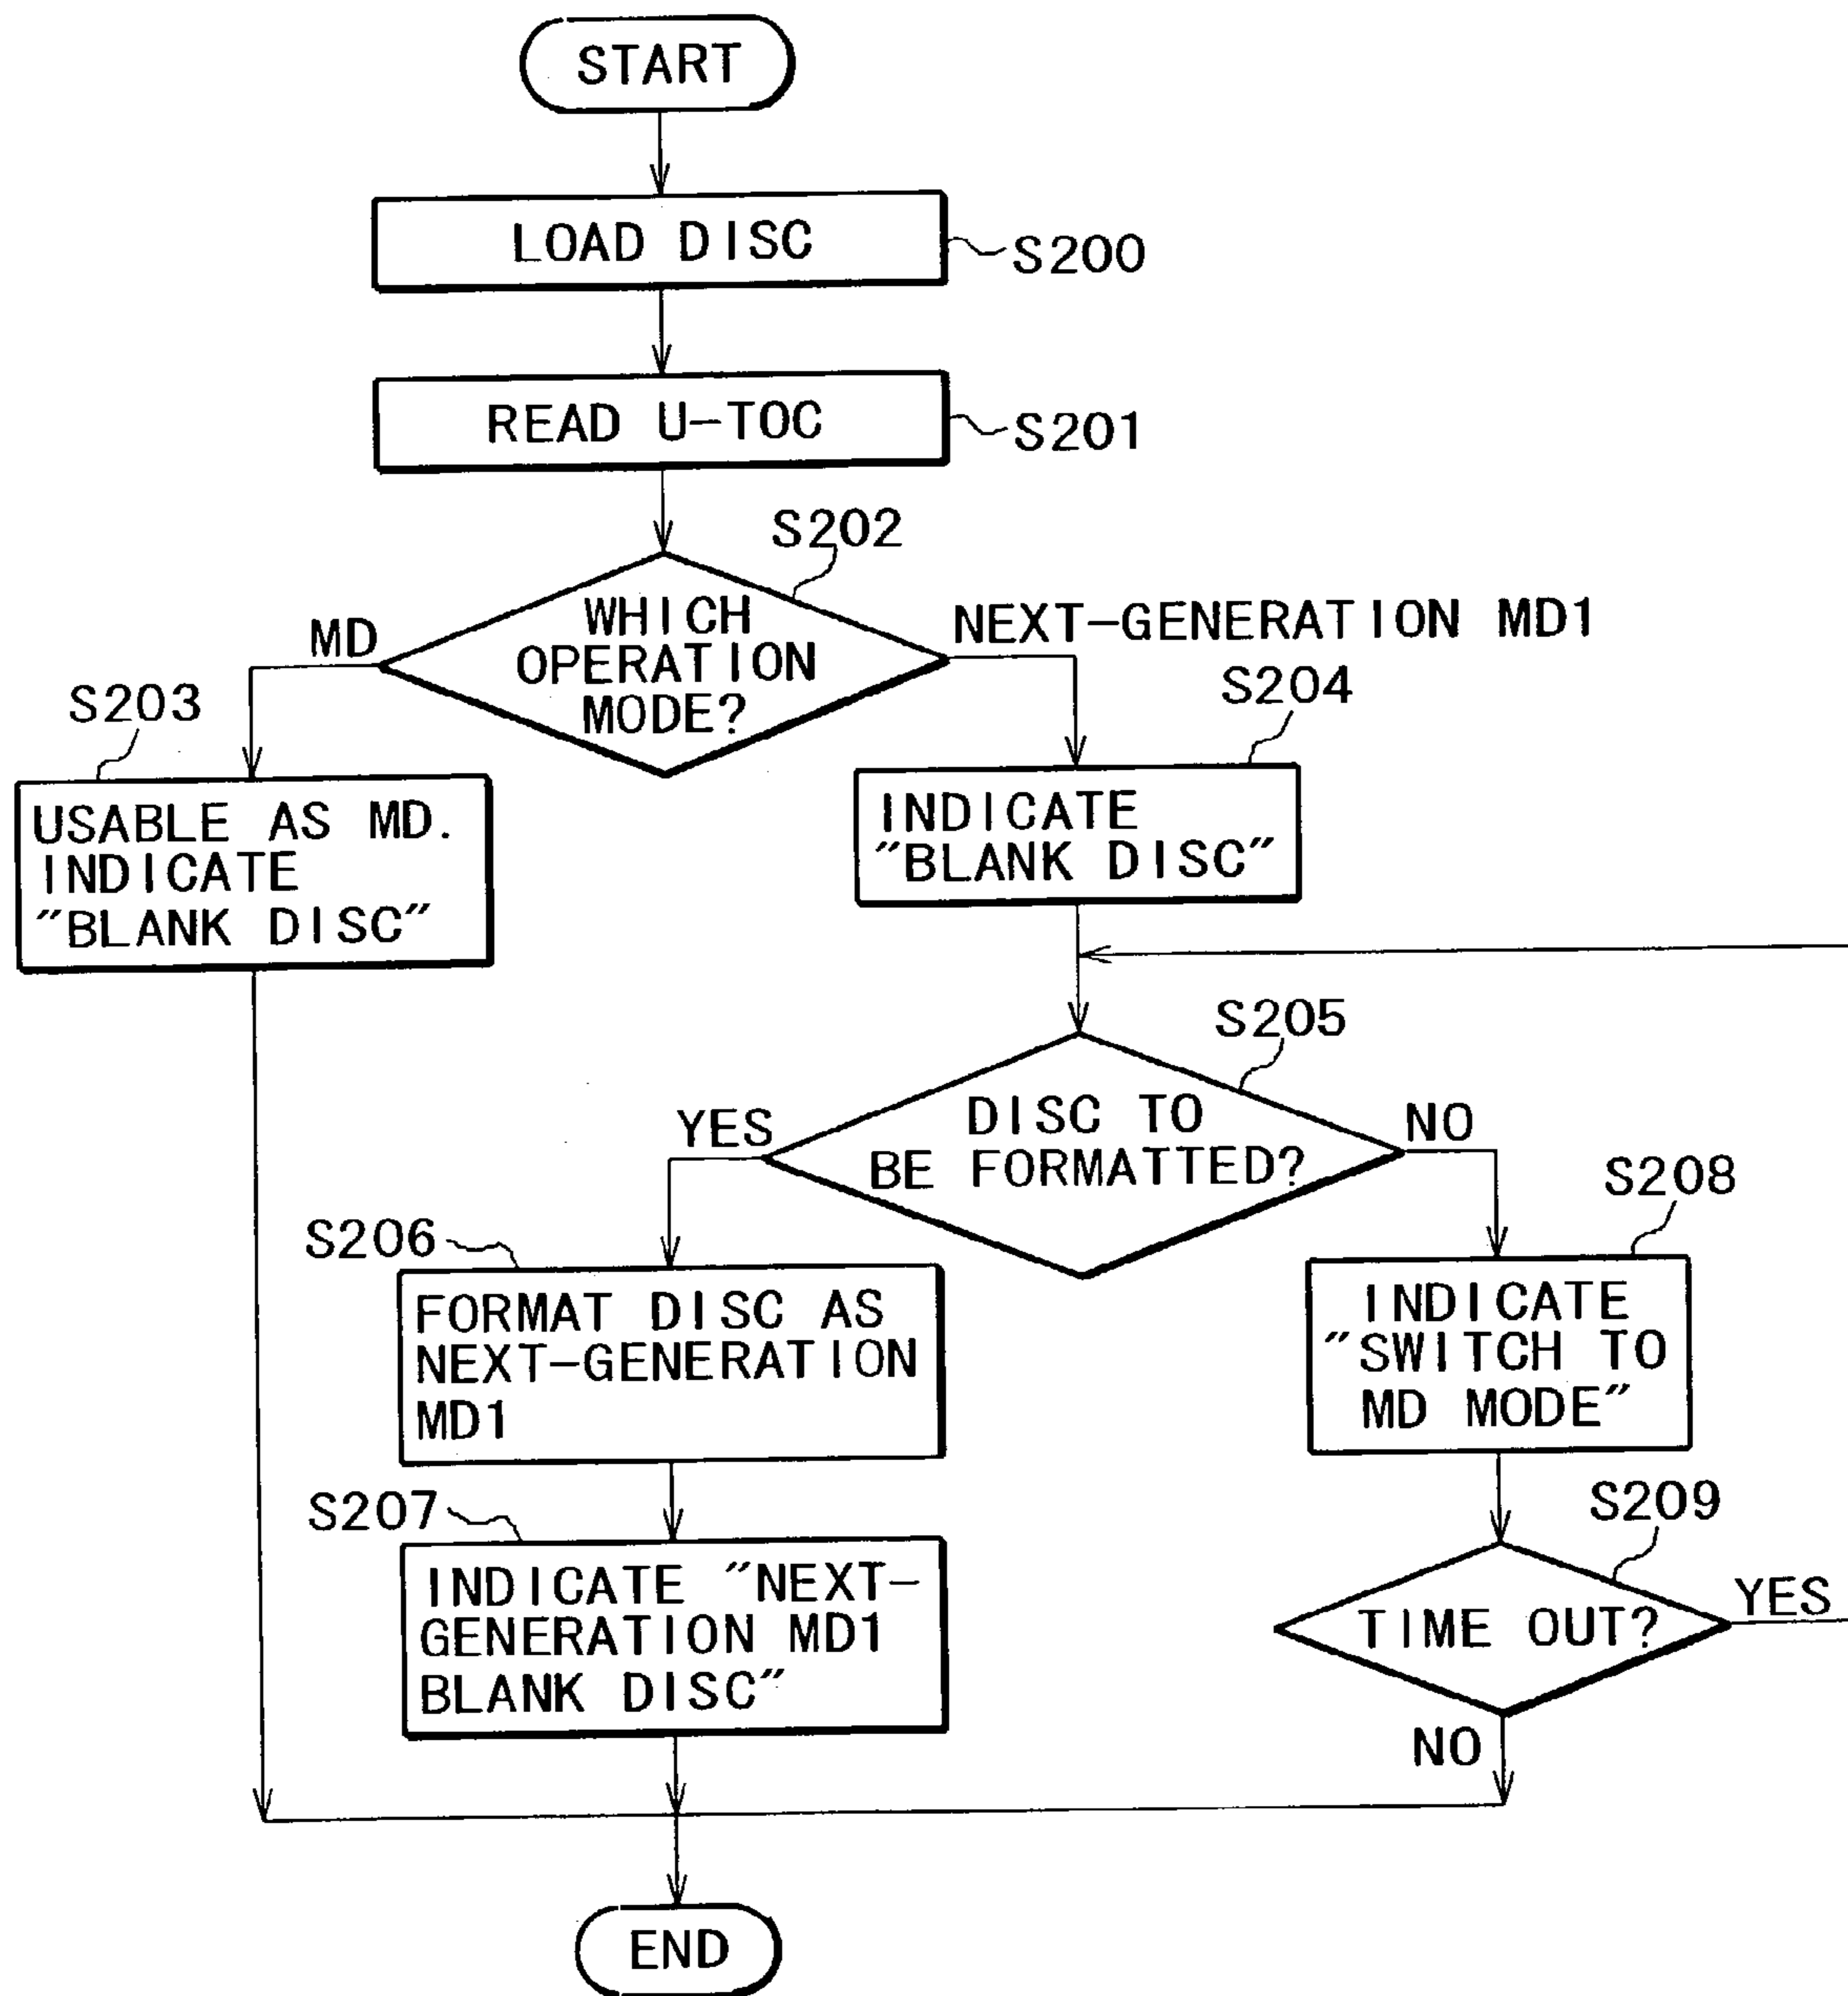 START
LOAD DISC
S200
READ U-TOC
S201
S202
WHICH
OPERATION
MODE?
MD
NEXT-GENERATION MD1
S203
USABLE AS MD.
INDICATE
"BLANK DISC"
S204
INDICATE
"BLANK DISC"
S205
DISC TO
BE FORMATTED?
YES
NO
S206
FORMAT DISC AS
NEXT-GENERATION
MD1
S208
INDICATE
"SWITCH TO
MD MODE"
S207
INDICATE "NEXT-
GENERATION MD1
BLANK DISC"
S209
TIME OUT?
YES
NO
END